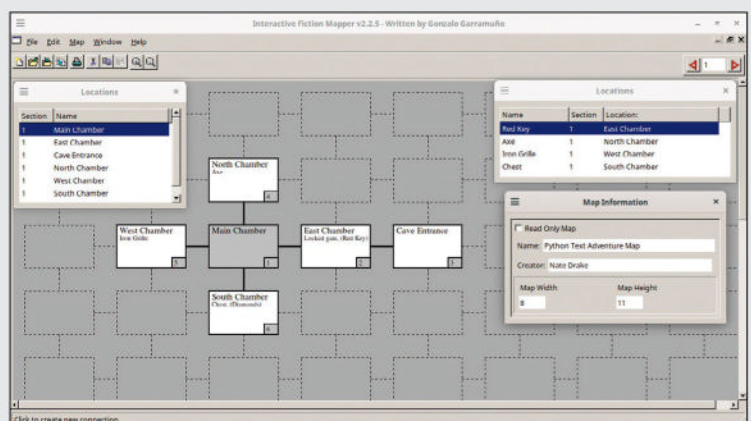 Interactive Fiction Mapper v2.2.5 - Written by Gonzalo Garramuño
File Edit Map Window Help
1
Locations
Section Name
1 Main Chamber
1 East Chamber
1 Cave Entrance
1 North Chamber
1 West Chamber
1 South Chamber
Locations
Name Section Location:
Red Key 1 East Chamber
Axe 1 North Chamber
Iron Grille 1 West Chamber
Chest 1 South Chamber
Map Information
Read Only Map
Name: Python Text Adventure Map
Creator: Nate Drake
Map Width Map Height
8 11
North Chamber
Axe
4
West Chamber
Iron Grille
5
Main Chamber
1
East Chamber
Locked gate, (Red Key)
2
Cave Entrance
3
South Chamber
Chest, (Diamonds)
6
Click to create new connection